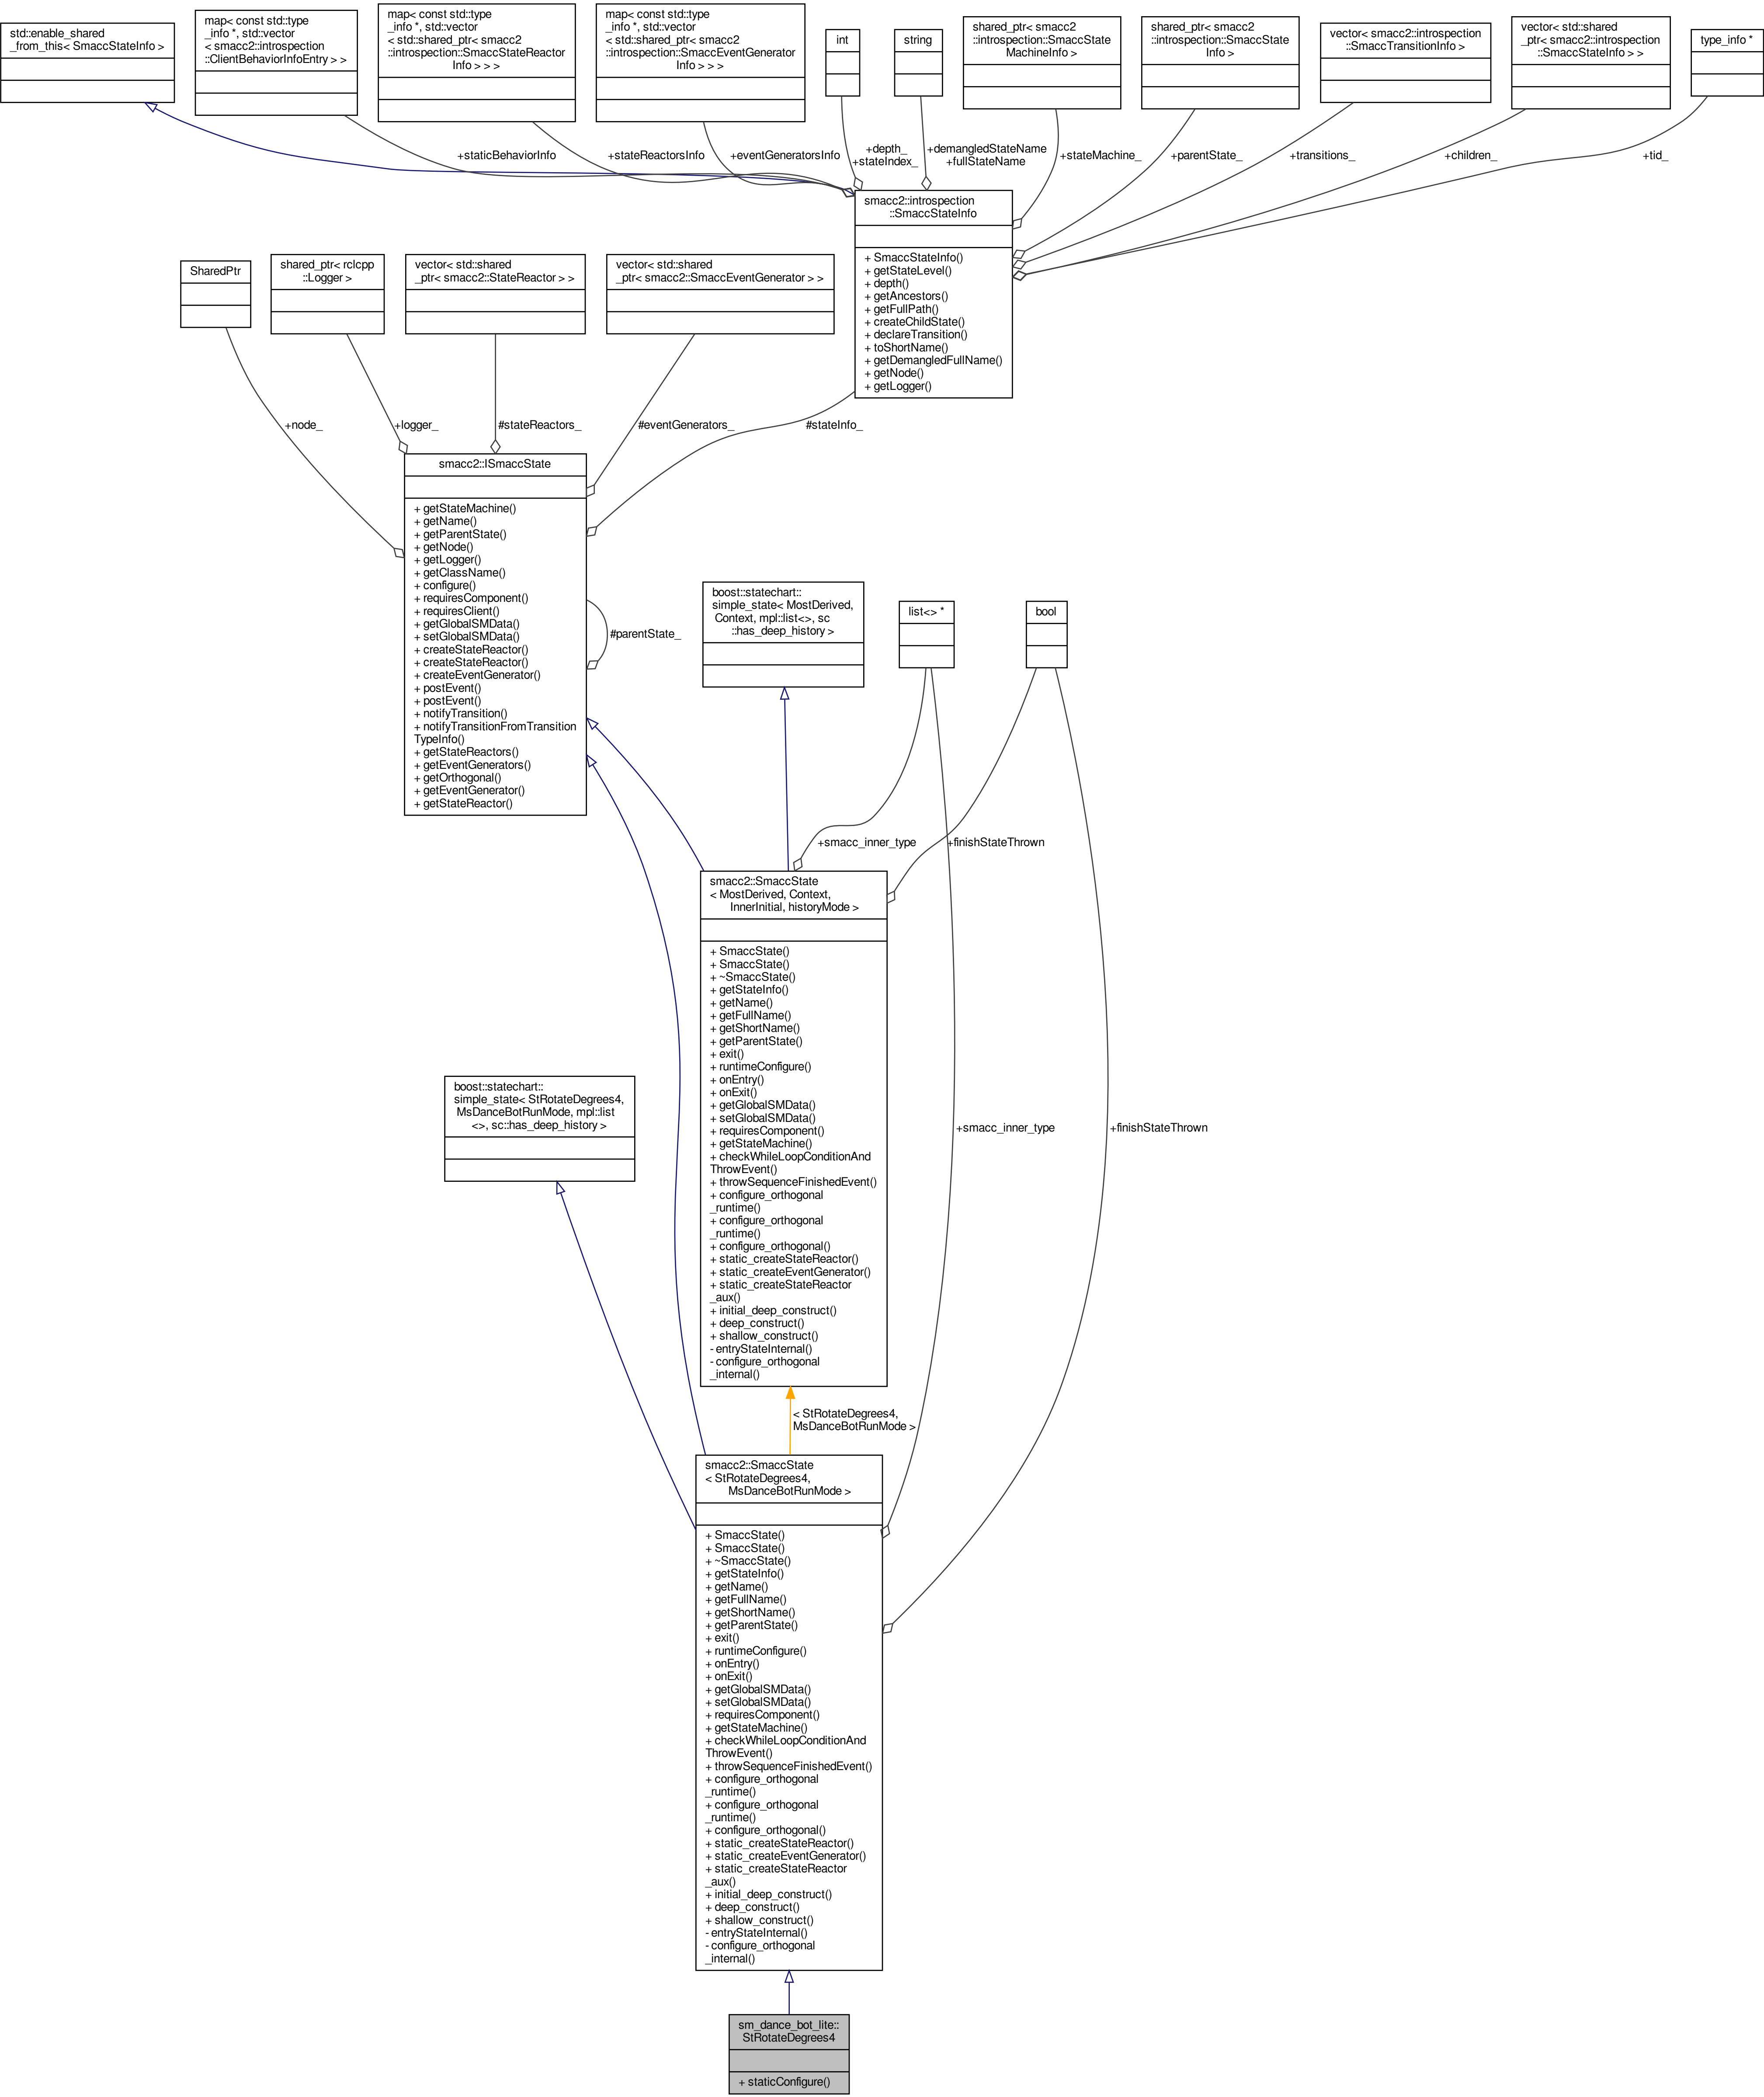 std::enable_shared
_from_this< SmaccStateInfo >
map< const std::type
_info *, std::vector
< smacc2::introspection
::ClientBehaviorInfoEntry > >
map< const std::type
_info *, std::vector
< std::shared_ptr< smacc2
::introspection::SmaccStateReactor
Info > > >
map< const std::type
_info *, std::vector
< std::shared_ptr< smacc2
::introspection::SmaccEventGenerator
Info > > >
int
string
shared_ptr< smacc2
::introspection::SmaccState
MachineInfo >
shared_ptr< smacc2
::introspection::SmaccState
Info >
vector< smacc2::introspection
::SmaccTransitionInfo >
vector< std::shared
_ptr< smacc2::introspection
::SmaccStateInfo > >
type_info *
+staticBehaviorInfo
+stateReactorsInfo
+eventGeneratorsInfo
+depth_
+stateIndex_
+demangledStateName
+fullStateName
+stateMachine_
+parentState_
+transitions_
+children_
+tid_
smacc2::introspection
::SmaccStateInfo
+ SmaccStateInfo()
+ getStateLevel()
+ depth()
+ getAncestors()
+ getFullPath()
+ createChildState()
+ declareTransition()
+ toShortName()
+ getDemangledFullName()
+ getNode()
+ getLogger()
SharedPtr
shared_ptr< rclcpp
::Logger >
vector< std::shared
_ptr< smacc2::StateReactor > >
vector< std::shared
_ptr< smacc2::SmaccEventGenerator > >
+node_
+logger_
#stateReactors_
#eventGenerators_
#stateInfo_
smacc2::ISmaccState
+ getStateMachine()
+ getName()
+ getParentState()
+ getNode()
+ getLogger()
+ getClassName()
+ configure()
+ requiresComponent()
+ requiresClient()
+ getGlobalSMData()
+ setGlobalSMData()
+ createStateReactor()
+ createStateReactor()
+ createEventGenerator()
+ postEvent()
+ postEvent()
+ notifyTransition()
+ notifyTransitionFromTransition
TypeInfo()
+ getStateReactors()
+ getEventGenerators()
+ getOrthogonal()
+ getEventGenerator()
+ getStateReactor()
#parentState_
boost::statechart::
simple_state< MostDerived,
Context, mpl::list<>, sc
::has_deep_history >
list<> *
bool
+smacc_inner_type
+finishStateThrown
smacc2::SmaccState
< MostDerived, Context,
InnerInitial, historyMode >
+ SmaccState()
+ SmaccState()
+ ~SmaccState()
+ getStateInfo()
+ getName()
+ getFullName()
+ getShortName()
+ getParentState()
+ exit()
+ runtimeConfigure()
+ onEntry()
+ onExit()
+ getGlobalSMData()
+ setGlobalSMData()
+ requiresComponent()
+ getStateMachine()
+ checkWhileLoopConditionAnd
ThrowEvent()
+ throwSequenceFinishedEvent()
+ configure_orthogonal
_runtime()
+ configure_orthogonal
_runtime()
+ configure_orthogonal()
+ static_createStateReactor()
+ static_createEventGenerator()
+ static_createStateReactor
_aux()
+ initial_deep_construct()
+ deep_construct()
+ shallow_construct()
- entryStateInternal()
- configure_orthogonal
_internal()
boost::statechart::
simple_state< StRotateDegrees4,
MsDanceBotRunMode, mpl::list
<>, sc::has_deep_history >
+smacc_inner_type
+finishStateThrown
< StRotateDegrees4,
MsDanceBotRunMode >
smacc2::SmaccState
< StRotateDegrees4,
MsDanceBotRunMode >
+ SmaccState()
+ SmaccState()
+ ~SmaccState()
+ getStateInfo()
+ getName()
+ getFullName()
+ getShortName()
+ getParentState()
+ exit()
+ runtimeConfigure()
+ onEntry()
+ onExit()
+ getGlobalSMData()
+ setGlobalSMData()
+ requiresComponent()
+ getStateMachine()
+ checkWhileLoopConditionAnd
ThrowEvent()
+ throwSequenceFinishedEvent()
+ configure_orthogonal
_runtime()
+ configure_orthogonal
_runtime()
+ configure_orthogonal()
+ static_createStateReactor()
+ static_createEventGenerator()
+ static_createStateReactor
_aux()
+ initial_deep_construct()
+ deep_construct()
+ shallow_construct()
- entryStateInternal()
- configure_orthogonal
_internal()
sm_dance_bot_lite::
StRotateDegrees4
+ staticConfigure()